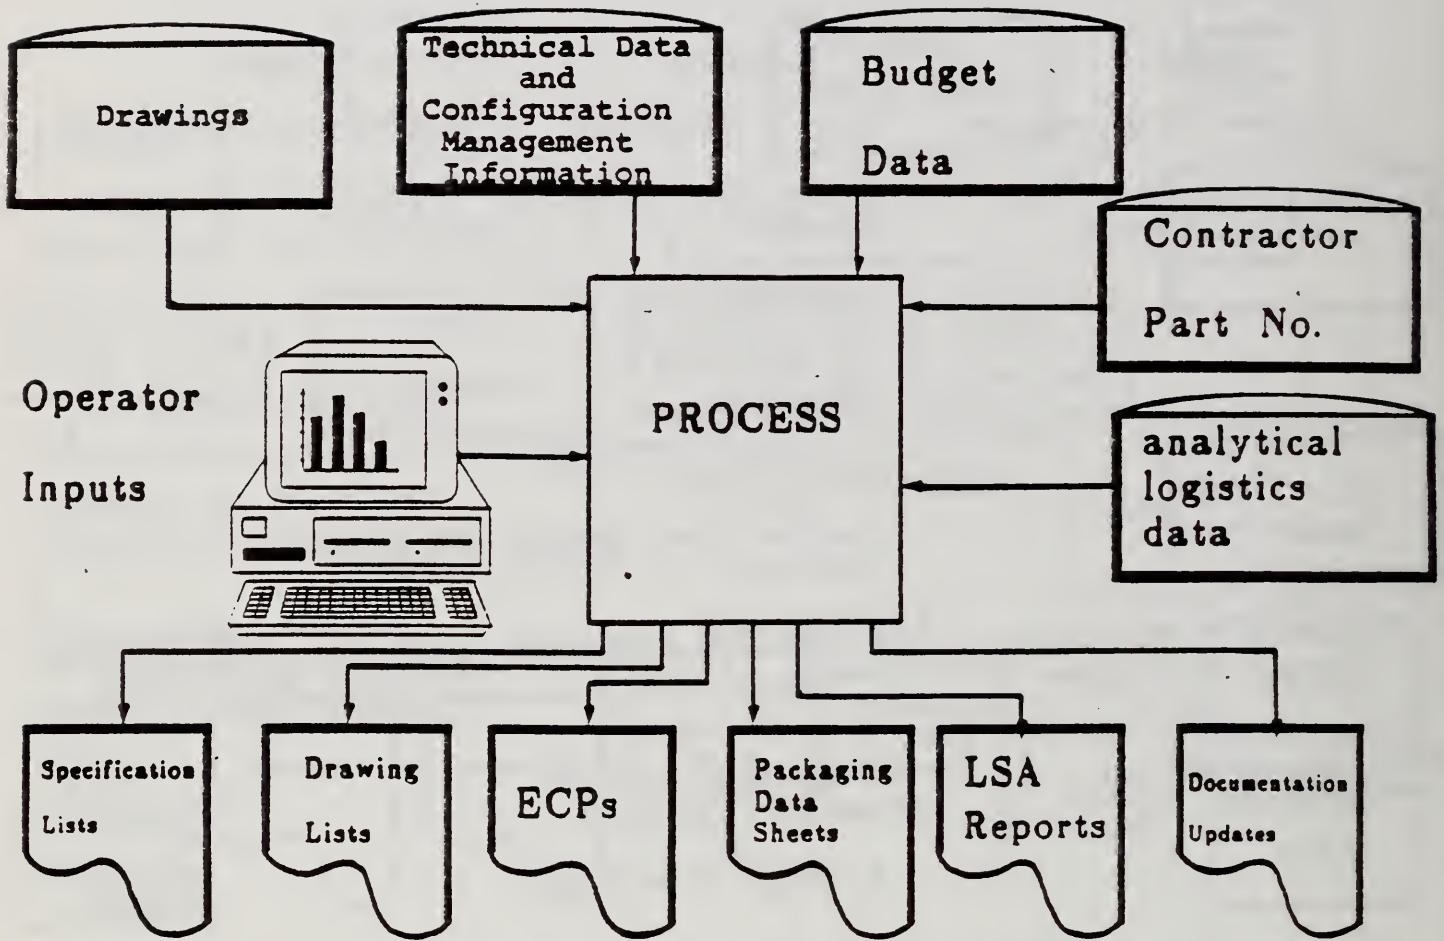 Drawings
Technical Data
and
Configuration
Management
Information
Budget
Data
Contractor
Part No.
Operator
Inputs
PROCESS
analytical
logistics
data
Specification
Lists
Drawing
Lists
ECPs
Packaging
Data
Sheets
LSA
Reports
Documentation
Updates